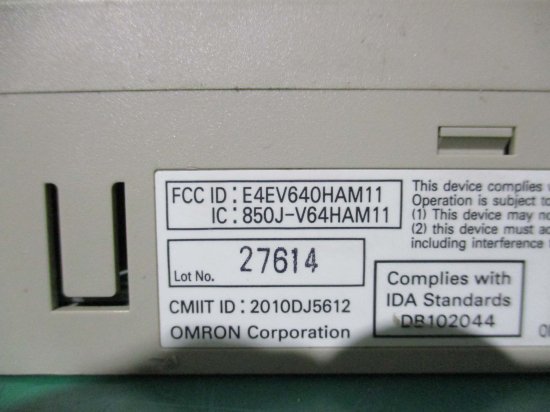 FCC ID : E4EV640HAM11
IC : 850J-V64HAM11
Lot No. 27614
CMIIT ID : 2010DJ5612
OMRON Corporation
This device complies
Operation is subject to
(1) This device may
(2) this device must
including interference
Complies with
IDA Standards
DB102044